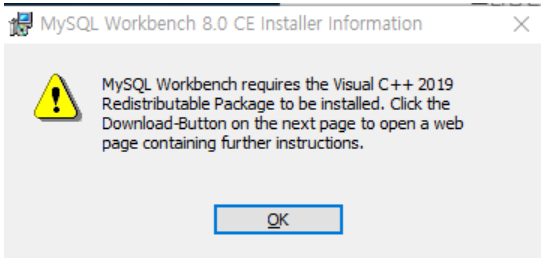 MySQL Workbench 8.0 CE Installer Information
MySQL Workbench requires the Visual C++ 2019
Redistributable Package to be installed. Click the
Download-Button on the next page to open a web
page containing further instructions.
OK